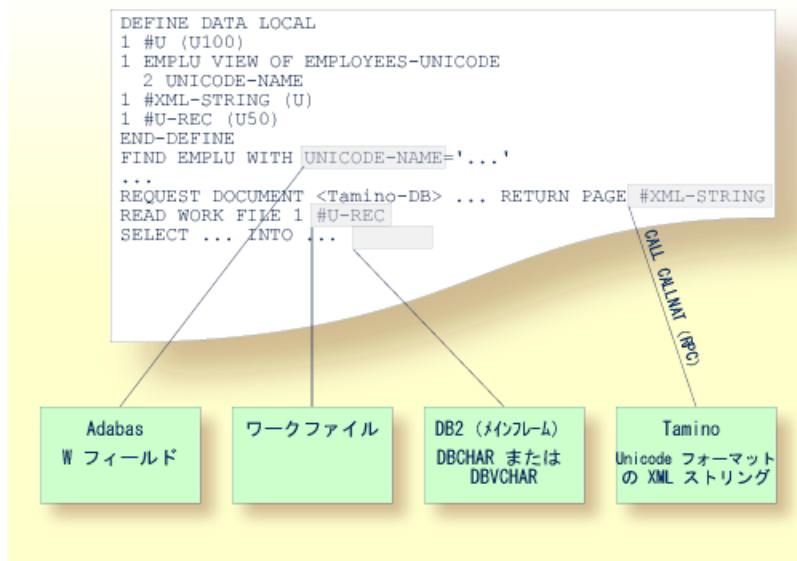 DEFINE DATA LOCAL
1 #U (U100)
1 EMPLU VIEW OF EMPLOYEES-UNICODE
2 UNICODE-NAME
1 #XML-STRING (U)
1 #U-REC (U50)
END-DEFINE
FIND EMPLU WITH UNICODE-NAME='...'
...
REQUEST DOCUMENT <Tamino-DB> ... RETURN PAGE #XML-STRING
READ WORK FILE 1 #U-REC
SELECT ... INTO ...
CALL CALLNAT (RPC)
Adabas
W フィールド
ワークファイル
DB2 (メインフレーム)
DBCHAR または
DBVCHAR
Tamino
Unicode フォーマット
の XML ストリング